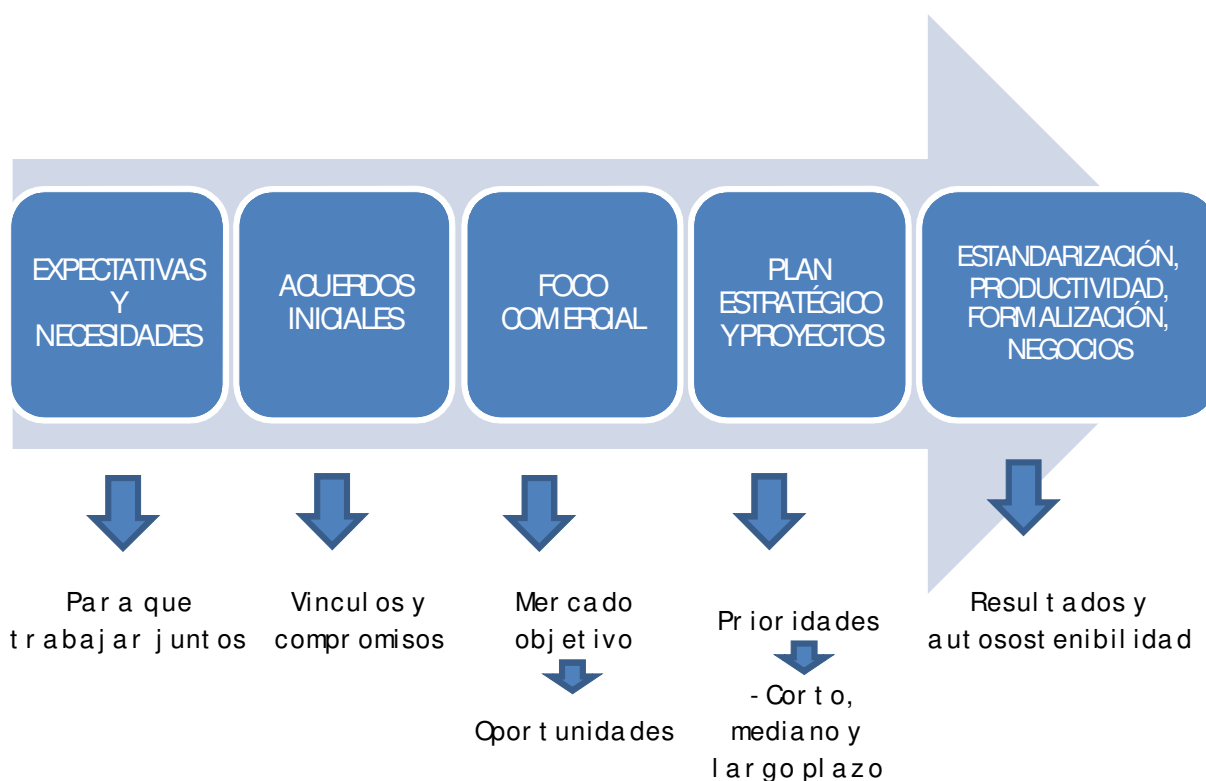 EXPECTATIVAS
Y
NECESIDADES
ACUERDOS
INICIALES
FOCO
COMERCIAL
PLAN
ESTRATÉGICO
Y PROYECTOS
ESTANDARIZACIÓN,
PRODUCTIVIDAD,
FORMALIZACIÓN,
NEGOCIOS
Para que
trabajar juntos
Vinculos y
compromisos
Mercado
objetivo
Oportunidades
Prioridades
- Corto,
mediano y
largo plazo
Resultados y
autosostenibilidad